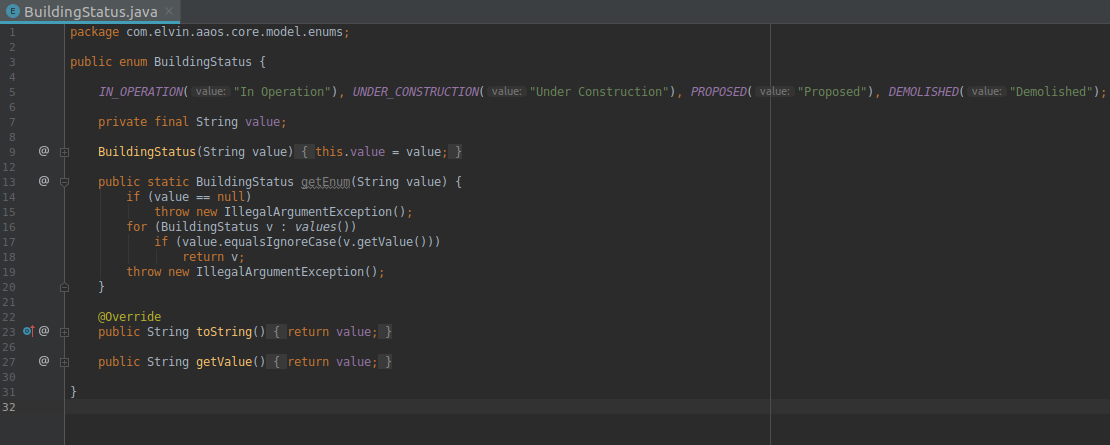 E BuildingStatus.java ×
1 package com.elvin.aaos.core.model.enums;
2
3 public enum BuildingStatus {
4
5 IN_OPERATION( value: "In Operation"), UNDER_CONSTRUCTION( value: "Under Construction"), PROPOSED( value: "Proposed"), DEMOLISHED( value: "Demolished");
6
7 private final String value;
8
9 @ BuildingStatus(String value) { this.value = value; }
12
13 @ public static BuildingStatus getEnum(String value) {
14 if (value == null)
15 throw new IllegalArgumentException();
16 for (BuildingStatus v : values())
17 if (value.equalsIgnoreCase(v.getValue()))
18 return v;
19 throw new IllegalArgumentException();
20 }
21
22 @Override
23 @ public String toString() { return value; }
26
27 @ public String getValue() { return value; }
30
31 }
32